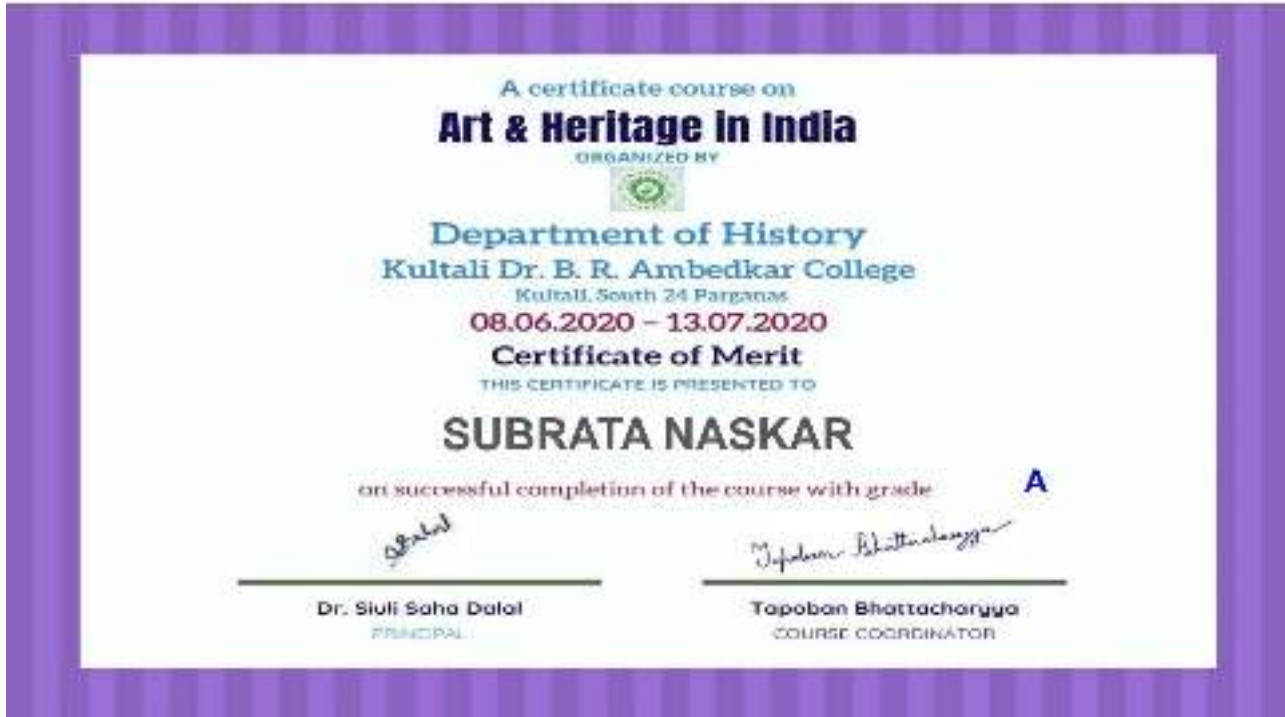 A certificate course on
Art & Heritage in India
ORGANIZED BY
Department of History
Kultali Dr. B. R. Ambedkar College
Kultali, South 24 Parganas
08.06.2020 – 13.07.2020
Certificate of Merit
THIS CERTIFICATE IS PRESENTED TO
SUBRATA NASKAR
on successful completion of the course with grade A
Tapoban Bhattacharyya
Dr. Siuli Saha Dalal Tapoban Bhattacharyya
PRINCIPAL COURSE COORDINATOR